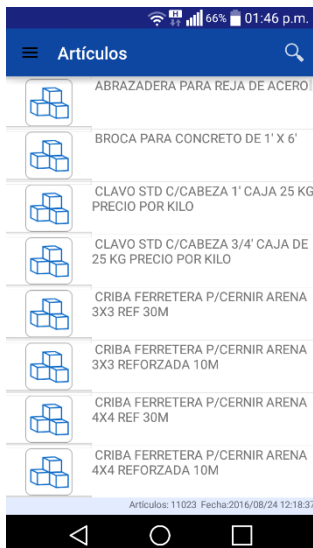 H
66% 01:46 p.m.
Artículos
ABRAZADERA PARA REJA DE ACERO
BROCA PARA CONCRETO DE 1' X 6'
CLAVO STD C/CABEZA 1' CAJA 25 KG
PRECIO POR KILO
CLAVO STD C/CABEZA 3/4' CAJA DE
25 KG PRECIO POR KILO
CRIBA FERRETERA P/CERNIR ARENA
3X3 REF 30M
CRIBA FERRETERA P/CERNIR ARENA
3X3 REFORZADA 10M
CRIBA FERRETERA P/CERNIR ARENA
4X4 REF 30M
CRIBA FERRETERA P/CERNIR ARENA
4X4 REFORZADA 10M
Artículos: 11023 Fecha:2016/08/24 12:18:37